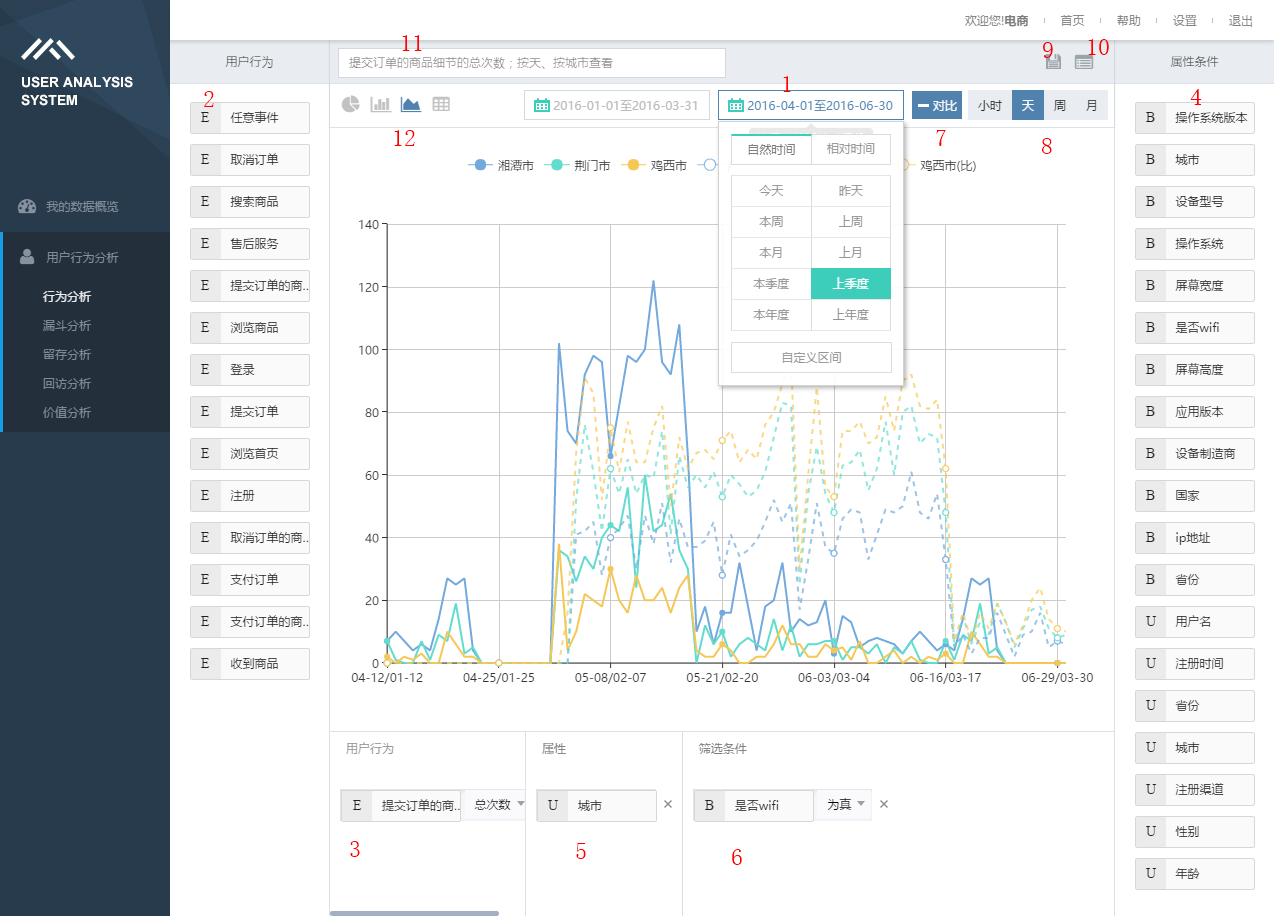 欢迎您!电商 首页 帮助 设置 退出
USER ANALYSIS
SYSTEM
我的数据概览
用户行为分析
行为分析
漏斗分析
留存分析
回访分析
价值分析
用户行为
2
E 任意事件
E 取消订单
E 搜索商品
E 售后服务
E 提交订单的商..
E 浏览商品
E 登录
E 提交订单
E 浏览首页
E 注册
E 取消订单的商..
E 支付订单
E 支付订单的商..
E 收到商品
11
提交订单的商品细节的总次数；按天、按城市查看
9 10
12
2016-01-01至2016-03-31
1
2016-04-01至2016-06-30
对比
7
小时 天 周 月
8
自然时间 相对时间
今天 昨天
本周 上周
本月 上月
本季度 上季度
本年度 上年度
自定义区间
湘潭市 荆门市 鸡西市 鸡西市(比)
140
120
100
80
60
40
20
0
04-12/01-12 04-25/01-25 05-08/02-07 05-21/02-20 06-03/03-04 06-16/03-17 06-29/03-30
用户行为
E 提交订单的商.. 总次数
3
属性
U 城市 ×
5
筛选条件
B 是否wifi 为真 ×
6
属性条件
4
B 操作系统版本
B 城市
B 设备型号
B 操作系统
B 屏幕宽度
B 是否wifi
B 屏幕高度
B 应用版本
B 设备制造商
B 国家
B ip地址
B 省份
U 用户名
U 注册时间
U 省份
U 城市
U 注册渠道
U 性别
U 年龄